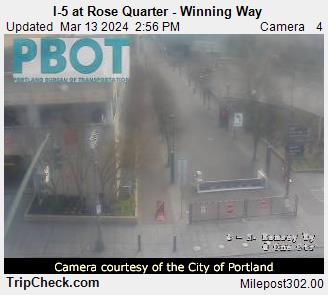 I-5 at Rose Quarter - Winning Way
Updated Mar 13 2024 2:56 PM Camera 4
PBOT
PORTLAND BUREAU OF TRANSPORTATION
Camera courtesy of the City of Portland
TripCheck.com Milepost302.00